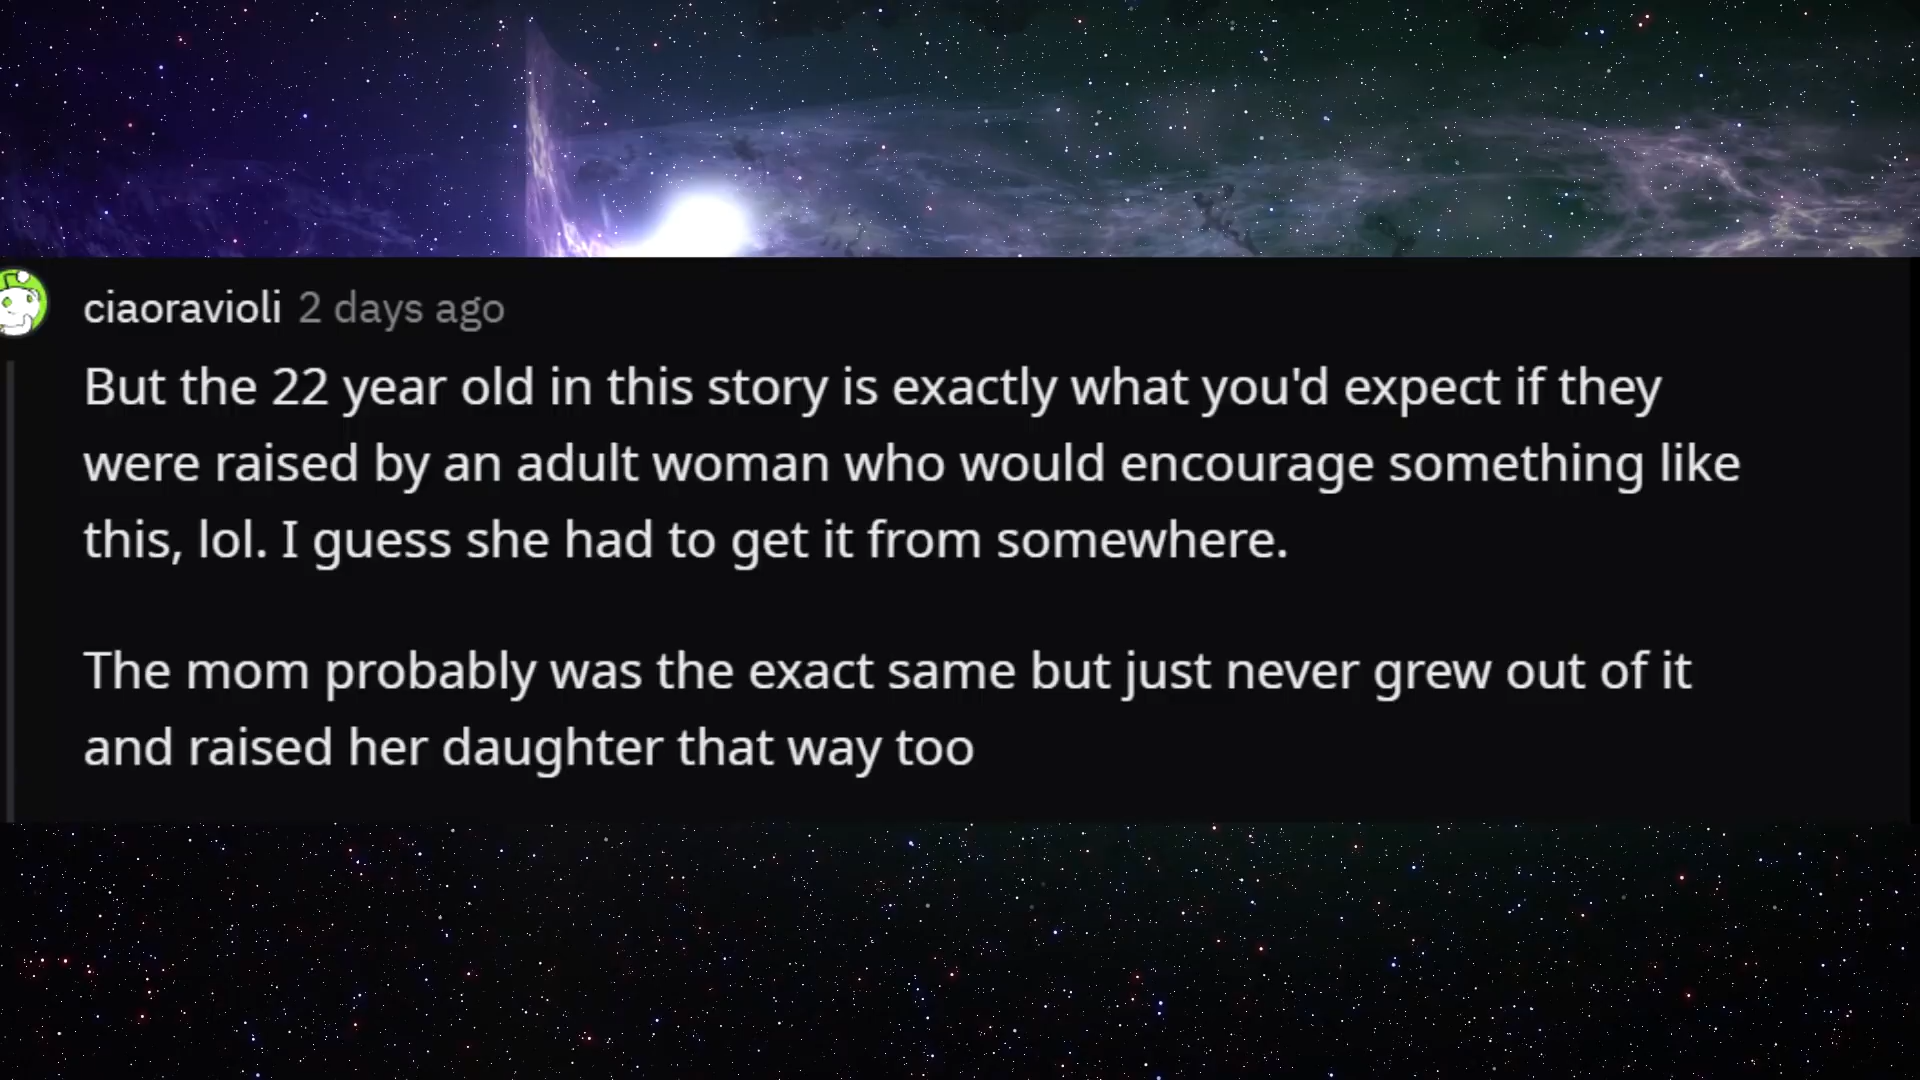 ciaoravioli 2 days ago
But the 22 year old in this story is exactly what you'd expect if they
were raised by an adult woman who would encourage something like
this, lol. I guess she had to get it from somewhere.
The mom probably was the exact same but just never grew out of it
and raised her daughter that way too